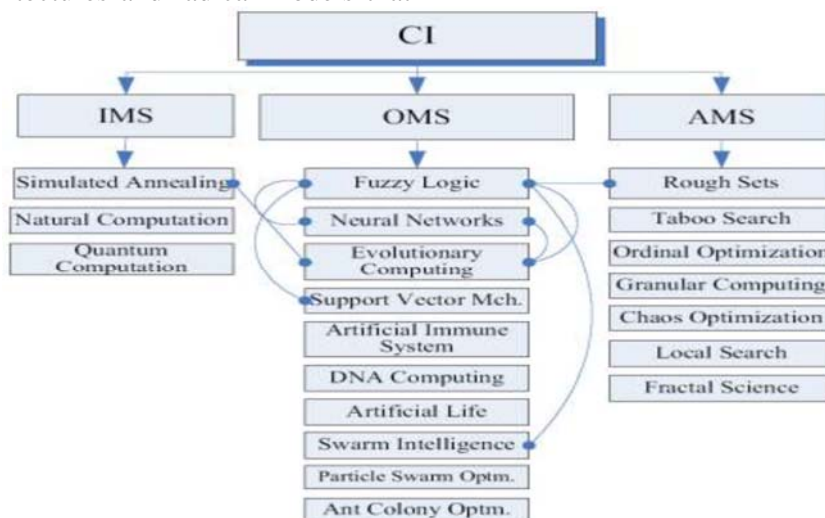 CI
IMS
OMS
AMS
Simulated Annealing
Natural Computation
Quantum
Computation
Fuzzy Logic
Neural Networks
Evolutionary
Computing
Support Vector Mch.
Artificial Immune
System
DNA Computing
Artificial Life
Swarm Intelligence
Particle Swarm Optm.
Ant Colony Optm.
Rough Sets
Taboo Search
Ordinal Optimization
Granular Computing
Chaos Optimization
Local Search
Fractal Science